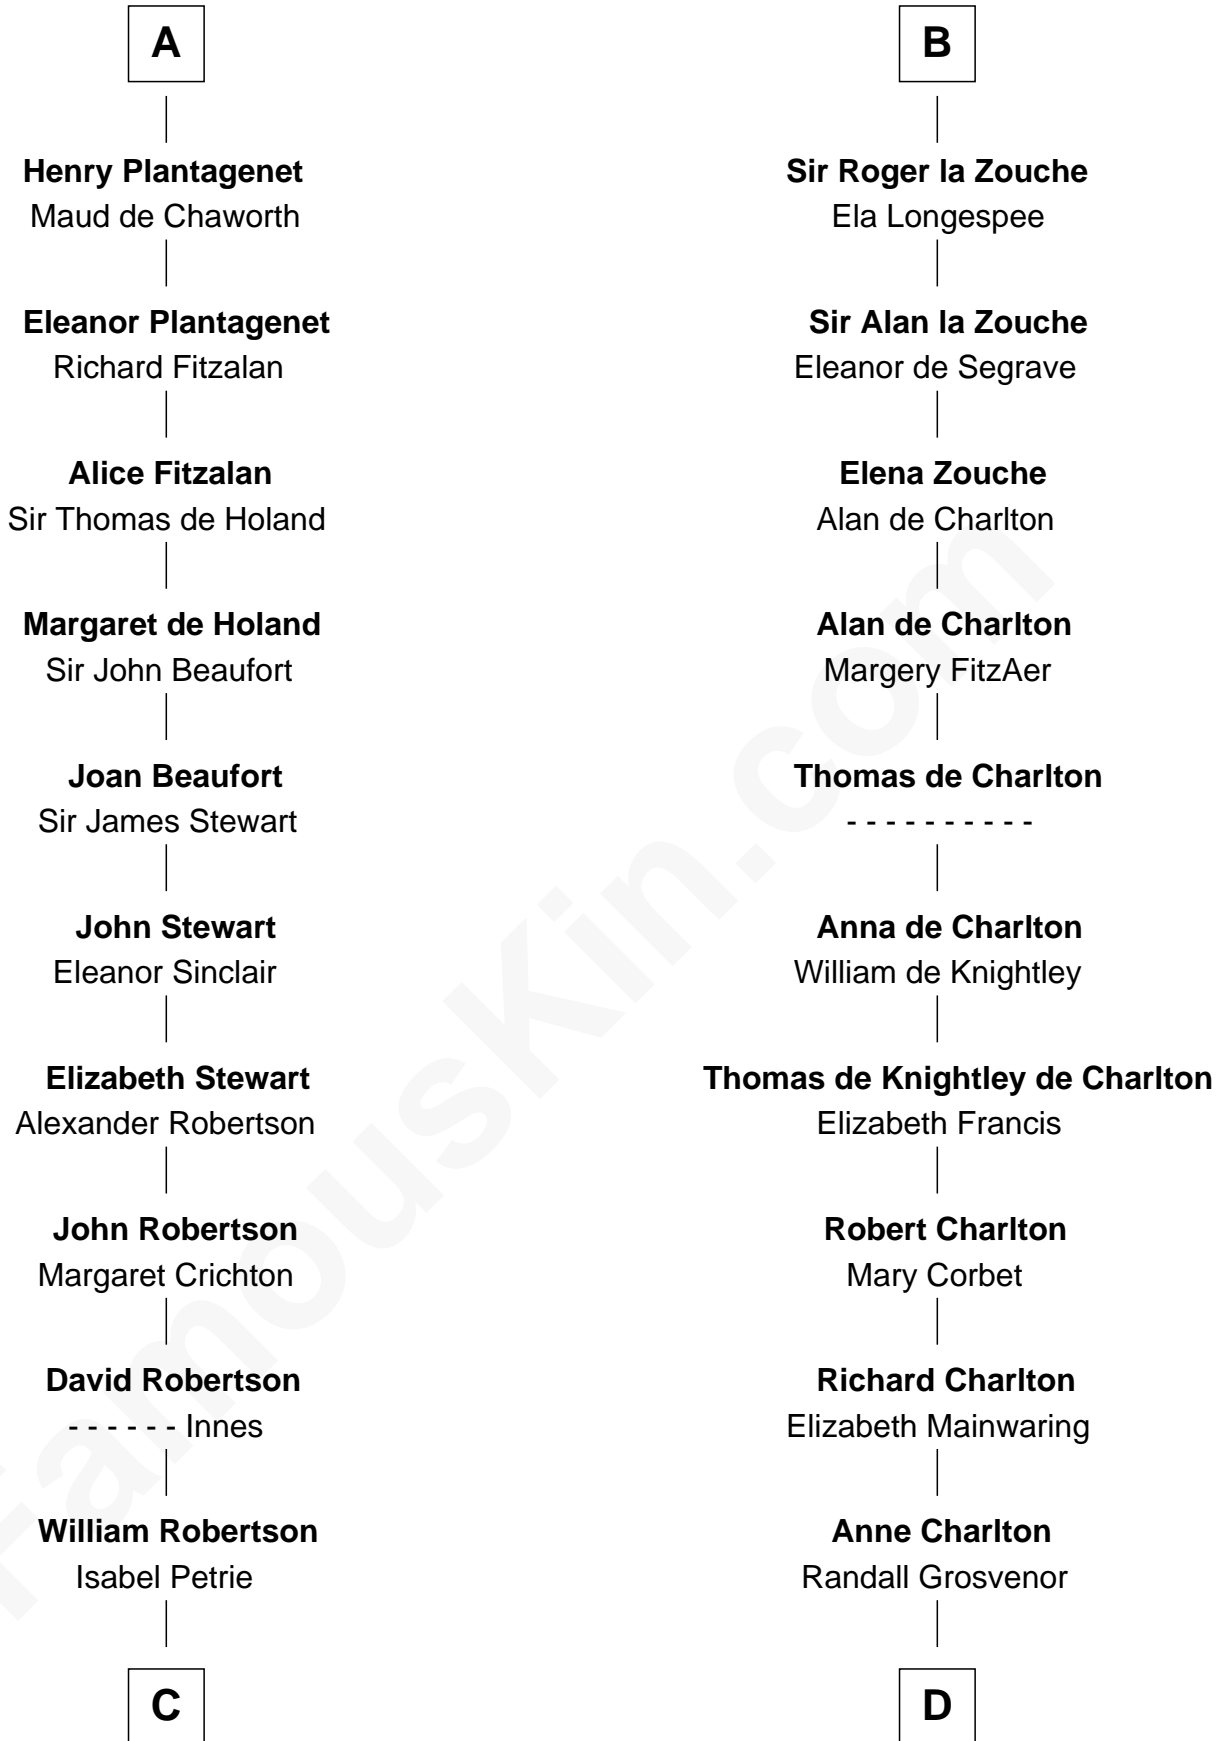 A
Henry Plantagenet
Maud de Chaworth
Eleanor Plantagenet
Richard Fitzalan
Alice Fitzalan
Sir Thomas de Holand
Margaret de Holand
Sir John Beaufort
Joan Beaufort
Sir James Stewart
John Stewart
Eleanor Sinclair
Elizabeth Stewart
Alexander Robertson
John Robertson
Margaret Crichton
David Robertson
- - - - - - Innes
William Robertson
Isabel Petrie
C
B
Sir Roger la Zouche
Ela Longespee
Sir Alan la Zouche
Eleanor de Segrave
Elena Zouche
Alan de Charlton
Alan de Charlton
Margery FitzAer
Thomas de Charlton
- - - - - - - - - -
Anna de Charlton
William de Knightley
Thomas de Knightley de Charlton
Elizabeth Francis
Robert Charlton
Mary Corbet
Richard Charlton
Elizabeth Mainwaring
Anne Charlton
Randall Grosvenor
D
FamousKin.com